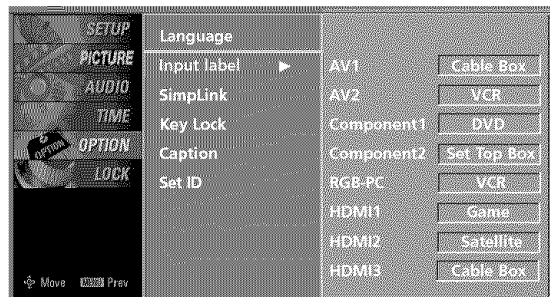 SETUP
PICTURE
AUDIO
TIME
OPTION
OPTION
LOCK
Move MENU Prev
Language
Input label ▶
SimpLink
Key Lock
Caption
Set ID
AV1 Cable Box
AV2 VCR
Component1 DVD
Component2 Set Top Box
RGB-PC VCR
HDMI1 Game
HDMI2 Satellite
HDMI3 Cable Box